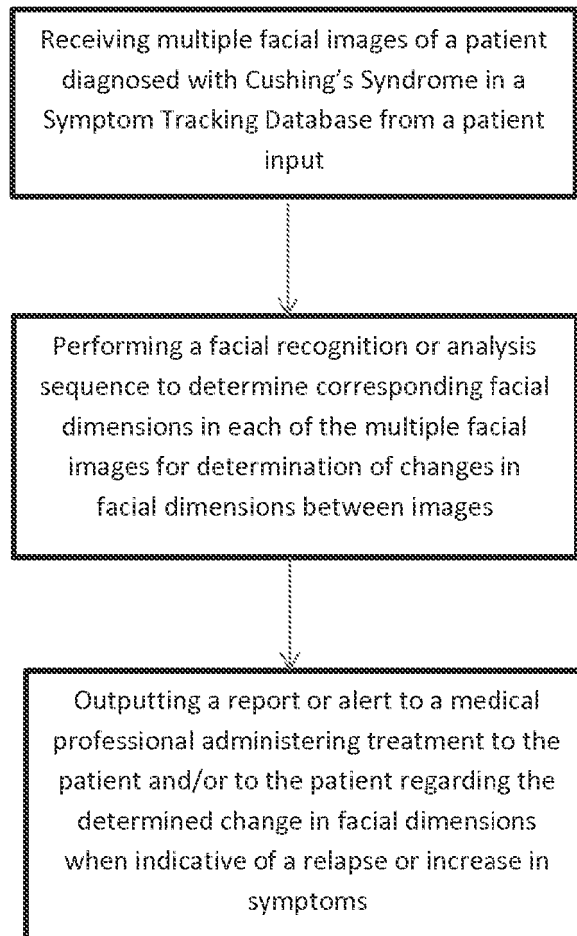 Receiving multiple facial images of a patient
diagnosed with Cushing's Syndrome in a
Symptom Tracking Database from a patient
input
Performing a facial recognition or analysis
sequence to determine corresponding facial
dimensions in each of the multiple facial
images for determination of changes in
facial dimensions between images
Outputting a report or alert to a medical
professional administering treatment to the
patient and/or to the patient regarding the
determined change in facial dimensions
when indicative of a relapse or increase in
symptoms